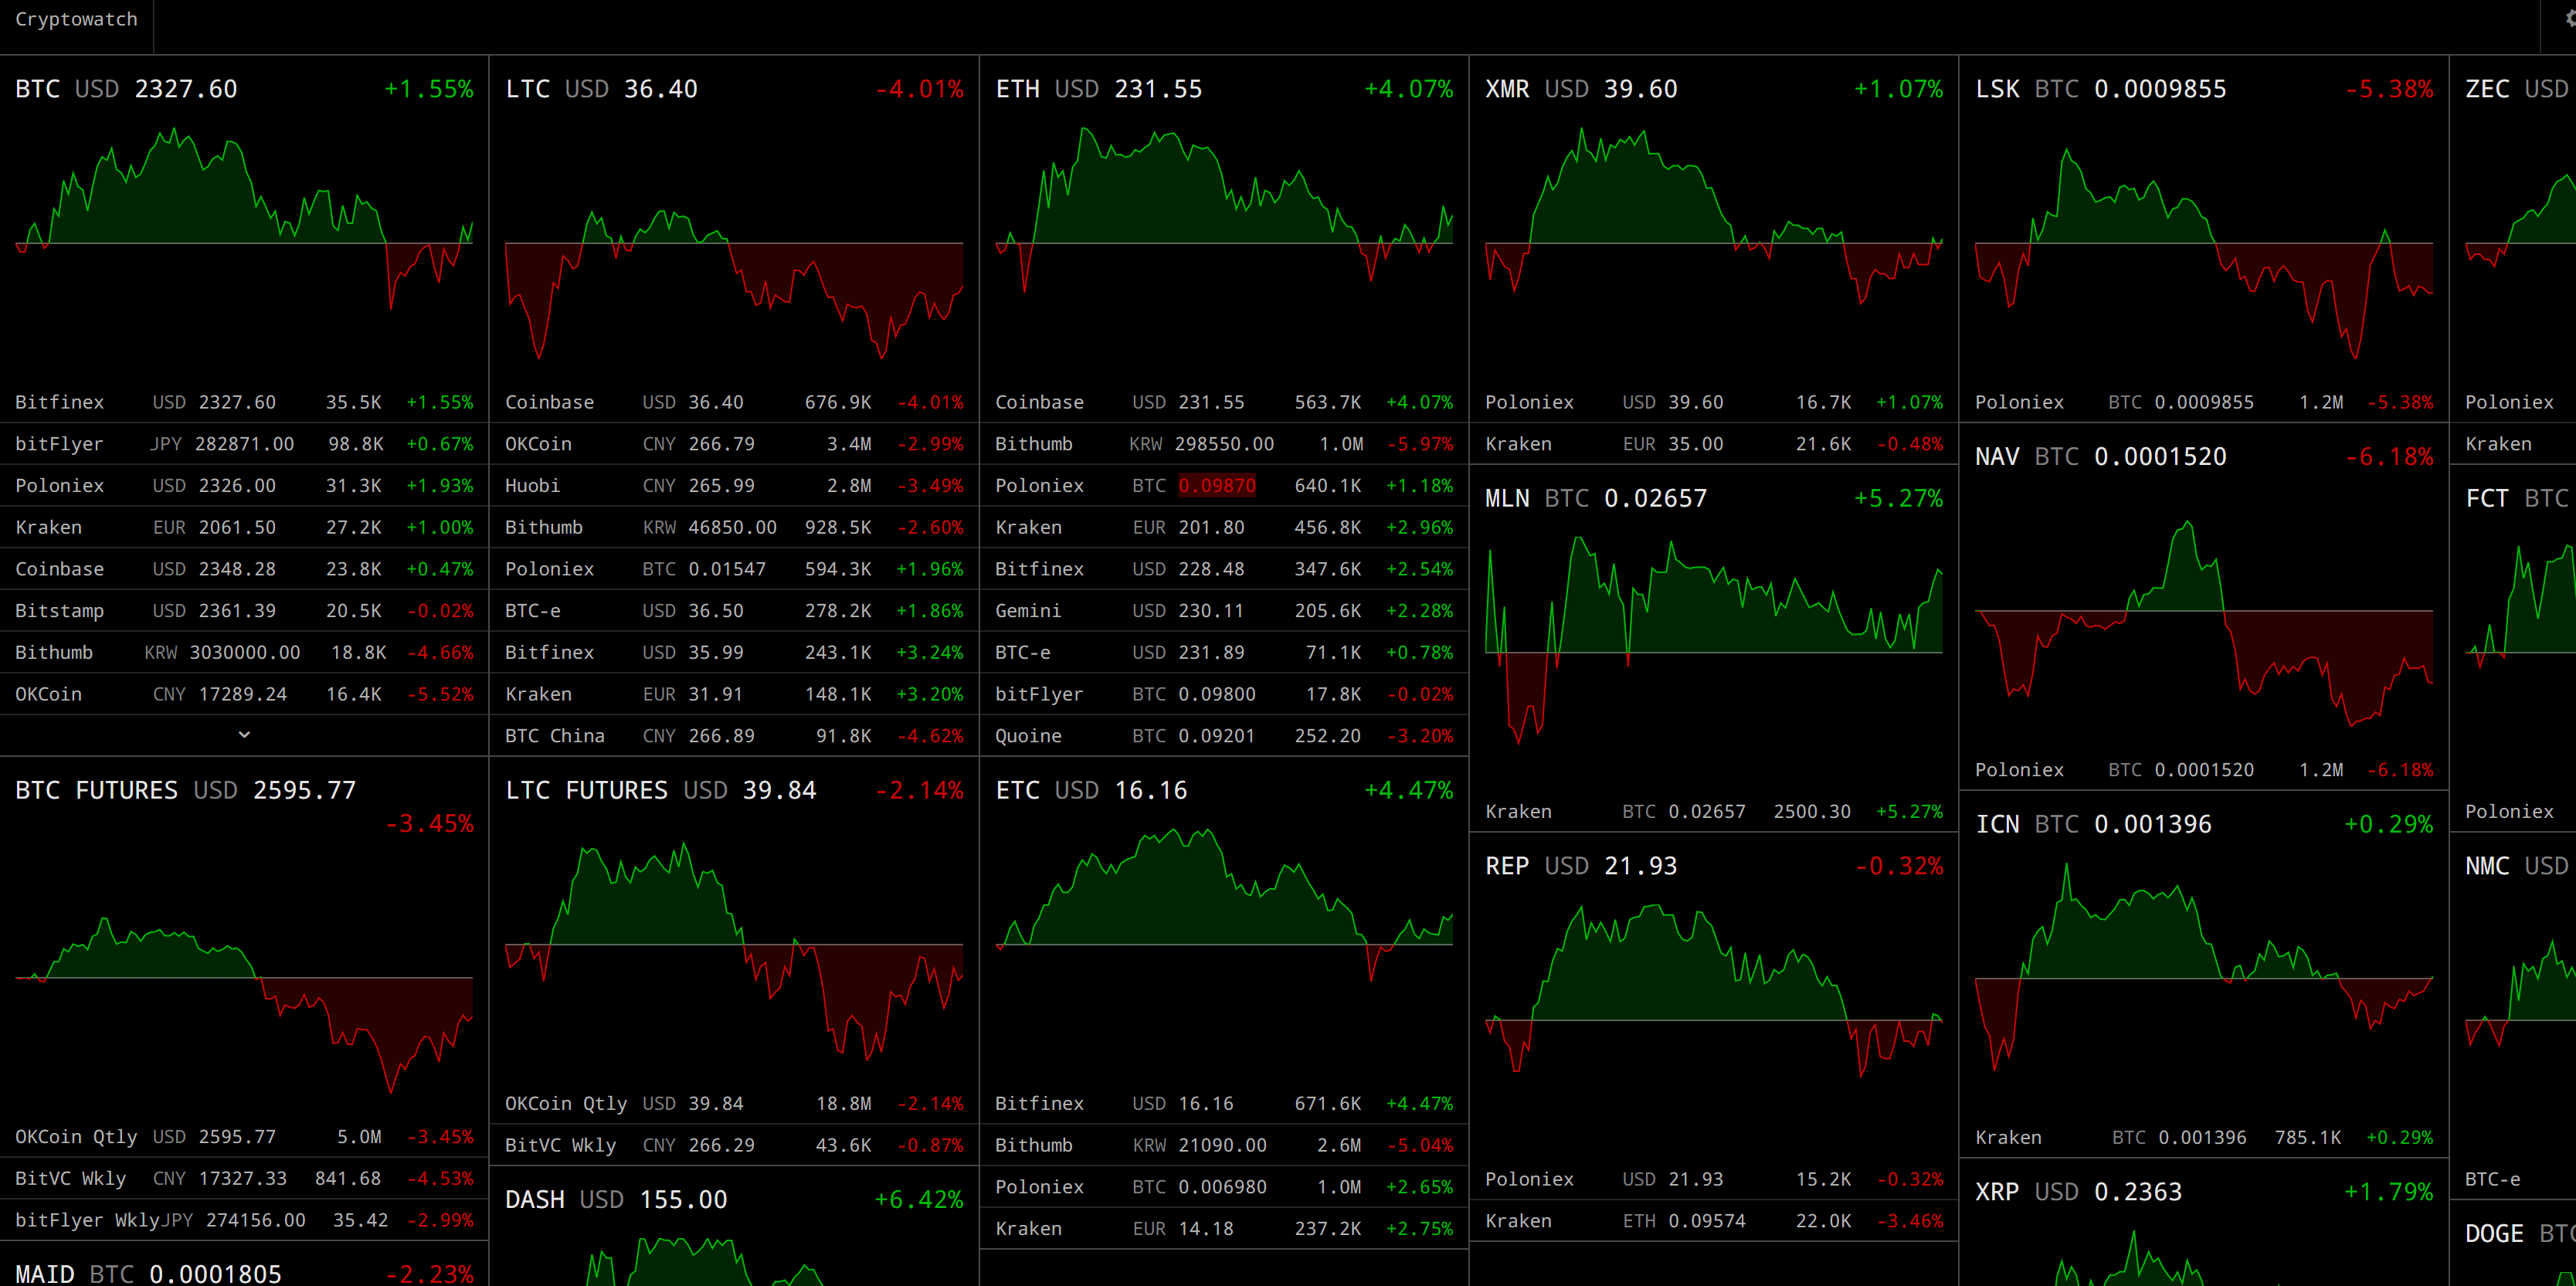 Cryptowatch
BTC USD 2327.60 +1.55%
Bitfinex USD 2327.60 35.5K +1.55%
bitFlyer JPY 282871.00 98.8K +0.67%
Poloniex USD 2326.00 31.3K +1.93%
Kraken EUR 2061.50 27.2K +1.00%
Coinbase USD 2348.28 23.8K +0.47%
Bitstamp USD 2361.39 20.5K -0.02%
Bithumb KRW 3030000.00 18.8K -4.66%
OKCoin CNY 17289.24 16.4K -5.52%
BTC FUTURES USD 2595.77
-3.45%
OKCoin Qtly USD 2595.77 5.0M -3.45%
BitVC Wkly CNY 17327.33 841.68 -4.53%
bitFlyer Wkly JPY 274156.00 35.42 -2.99%
MAID BTC 0.0001805 -2.23%
LTC USD 36.40 -4.01%
Coinbase USD 36.40 676.9K -4.01%
OKCoin CNY 266.79 3.4M -2.99%
Huobi CNY 265.99 2.8M -3.49%
Bithumb KRW 46850.00 928.5K -2.60%
Poloniex BTC 0.01547 594.3K +1.96%
BTC-e USD 36.50 278.2K +1.86%
Bitfinex USD 35.99 243.1K +3.24%
Kraken EUR 31.91 148.1K +3.20%
BTC China CNY 266.89 91.8K -4.62%
LTC FUTURES USD 39.84 -2.14%
OKCoin Qtly USD 39.84 18.8M -2.14%
BitVC Wkly CNY 266.29 43.6K -0.87%
DASH USD 155.00 +6.42%
ETH USD 231.55 +4.07%
Coinbase USD 231.55 563.7K +4.07%
Bithumb KRW 298550.00 1.0M -5.97%
Poloniex BTC 0.09870 640.1K +1.18%
Kraken EUR 201.80 456.8K +2.96%
Bitfinex USD 228.48 347.6K +2.54%
Gemini USD 230.11 205.6K +2.28%
BTC-e USD 231.89 71.1K +0.78%
bitFlyer BTC 0.09800 17.8K -0.02%
Quoine BTC 0.09201 252.20 -3.20%
ETC USD 16.16 +4.47%
Bitfinex USD 16.16 671.6K +4.47%
Bithumb KRW 21090.00 2.6M -5.04%
Poloniex BTC 0.006980 1.0M +2.65%
Kraken EUR 14.18 237.2K +2.75%
XMR USD 39.60 +1.07%
Poloniex USD 39.60 16.7K +1.07%
Kraken EUR 35.00 21.6K -0.48%
MLN BTC 0.02657 +5.27%
Kraken BTC 0.02657 2500.30 +5.27%
REP USD 21.93 -0.32%
Poloniex USD 21.93 15.2K -0.32%
Kraken ETH 0.09574 22.0K -3.46%
LSK BTC 0.0009855 -5.38%
Poloniex BTC 0.0009855 1.2M -5.38%
NAV BTC 0.0001520 -6.18%
Poloniex BTC 0.0001520 1.2M -6.18%
ICN BTC 0.001396 +0.29%
Kraken BTC 0.001396 785.1K +0.29%
XRP USD 0.2363 +1.79%
ZEC USD
Poloniex
Kraken
FCT BTC
Poloniex
NMC USD
BTC-e
DOGE BTC